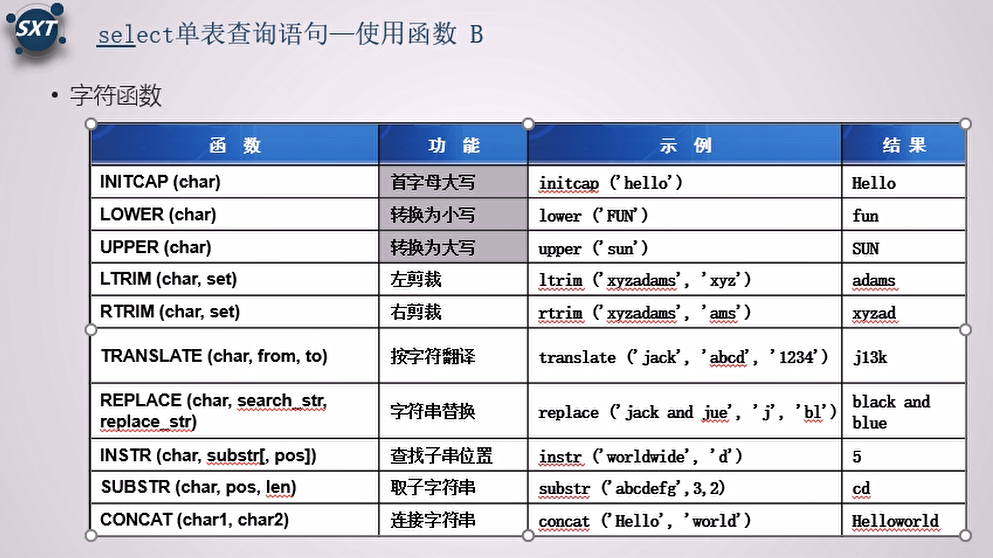 SXT
select单表查询语句—使用函数 B
• 字符函数
函 数 功 能 示 例 结 果
INITCAP (char) 首字母大写 initcap ('hello') Hello
LOWER (char) 转换为小写 lower ('FUN') fun
UPPER (char) 转换为大写 upper ('sun') SUN
LTRIM (char, set) 左剪裁 ltrim ('xyzadams', 'xyz') adams
RTRIM (char, set) 右剪裁 rtrim ('xyzadams', 'ams') xyzad
TRANSLATE (char, from, to) 按字符翻译 translate ('jack', 'abcd', '1234') j13k
REPLACE (char, search_str,
replace_str) 字符串替换 replace ('jack and jue', 'j', 'bl') black and
blue
INSTR (char, substr[, pos]) 查找子串位置 instr ('worldwide', 'd') 5
SUBSTR (char, pos, len) 取子字符串 substr ('abcdefg',3,2) cd
CONCAT (char1, char2) 连接字符串 concat ('Hello', 'world') Helloworld